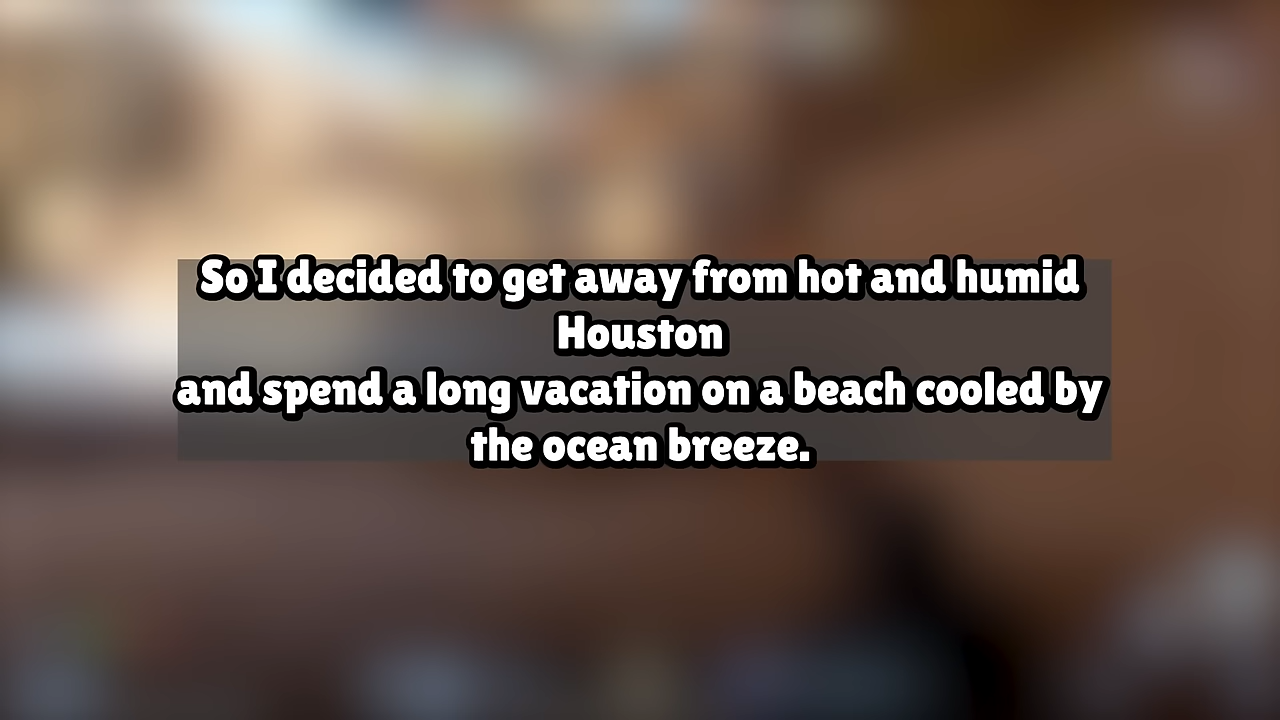 So I decided to get away from hot and humid
Houston
and spend a long vacation on a beach cooled by
the ocean breeze.